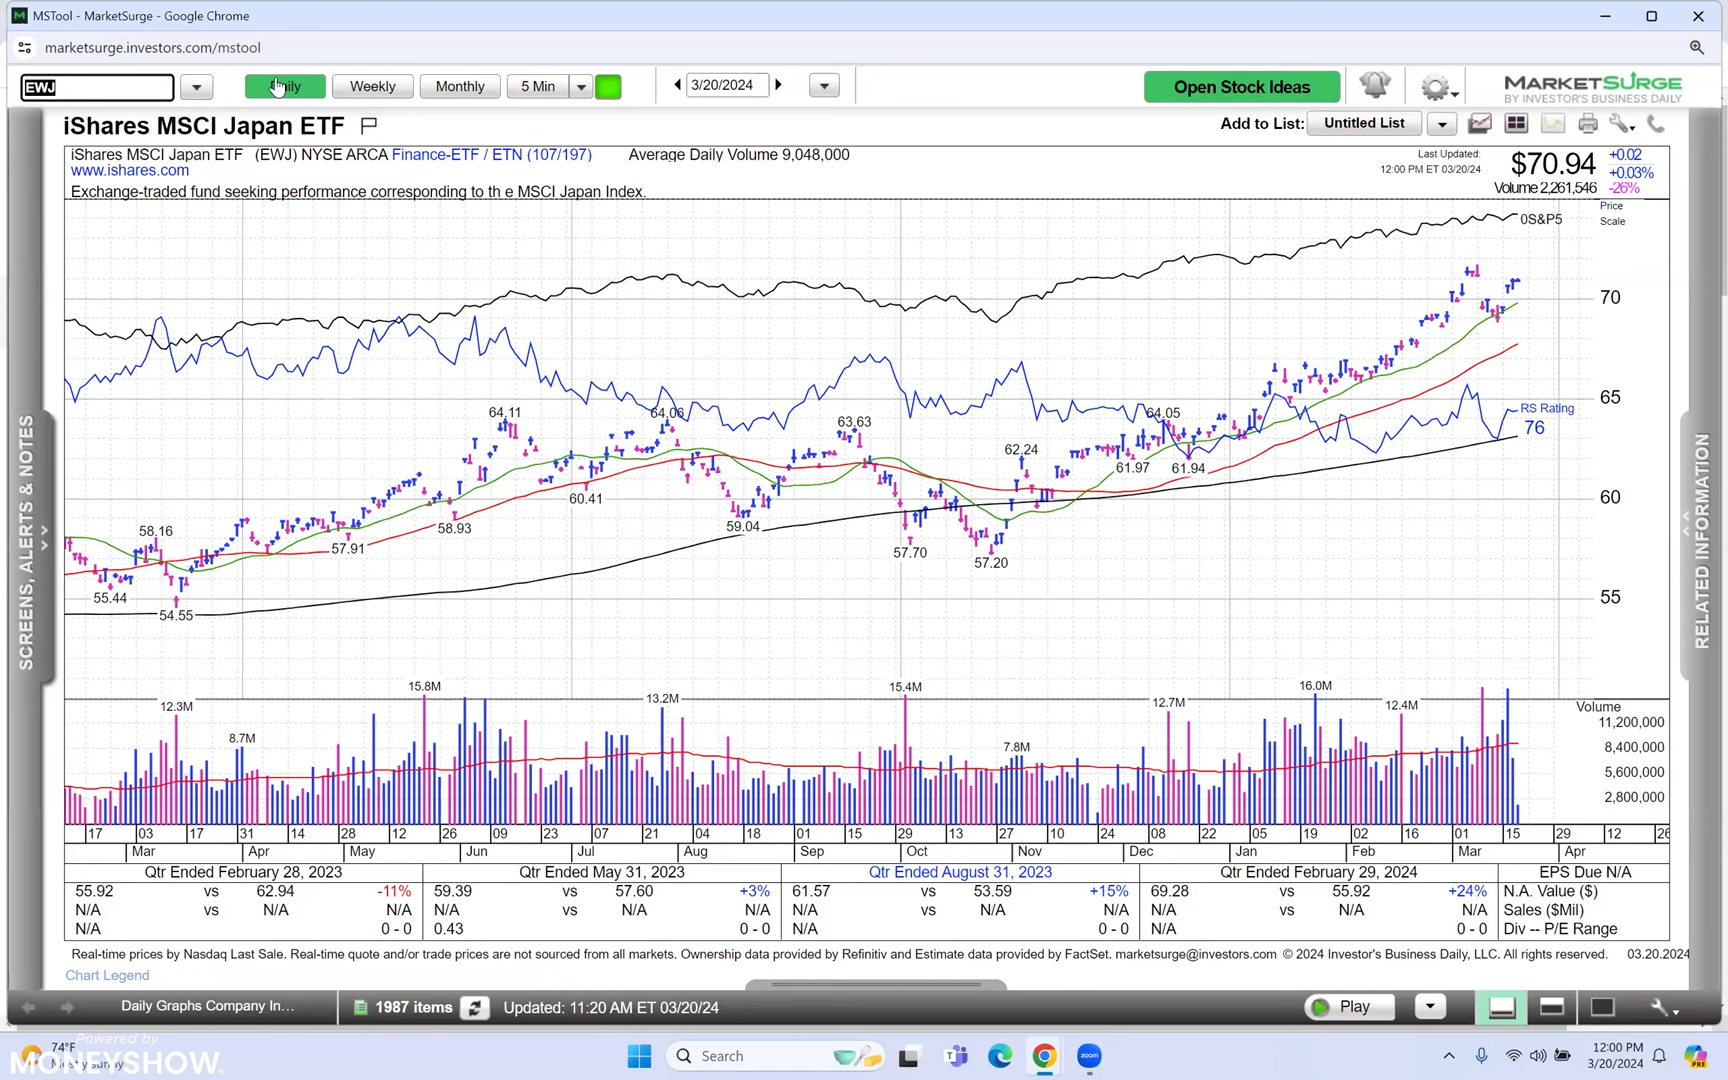 MSTool - MarketSurge - Google Chrome
marketsurge.investors.com/mstool
EWJ
Weekly
Monthly
5 Min
3/20/2024
Open Stock Ideas
MARKETSURGE
BY INVESTOR'S BUSINESS DAILY
iShares MSCI Japan ETF
Add to List:
Untitled List
iShares MSCI Japan ETF (EWJ) NYSE ARCA Finance-ETF / ETN (107/197) Average Daily Volume 9,048,000
www.ishares.com
Exchange-traded fund seeking performance corresponding to th e MSCI Japan Index.
Last Updated:
12:00 PM ET 03/20/24
$70.94
+0.02
+0.03%
Volume 2,261,546 -26%
Price
Scale
0S&P5
70
65
60
55
RS Rating
76
64.11
64.06
63.63
64.05
62.24
61.97
61.94
60.41
58.93
59.04
58.16
57.91
57.70
57.20
55.44
54.55
15.8M
15.4M
16.0M
13.2M
12.3M
12.7M
12.4M
8.7M
7.8M
Volume
11,200,000
8,400,000
5,600,000
2,800,000
17 03 17 31 14 28 12 26 09 23 07 21 04 18 01 15 29 13 27 10 24 08 22 05 19 02 16 01 15 29 12 26
Mar Apr May Jun Jul Aug Sep Oct Nov Dec Jan Feb Mar Apr
Qtr Ended February 28, 2023 Qtr Ended May 31, 2023 Qtr Ended August 31, 2023 Qtr Ended February 29, 2024 EPS Due N/A
55.92 vs 62.94 -11% 59.39 vs 57.60 +3% 61.57 vs 53.59 +15% 69.28 vs 55.92 +24% N.A. Value ($)
N/A vs N/A N/A N/A vs N/A N/A N/A vs N/A N/A N/A vs N/A N/A Sales ($Mil)
N/A 0 - 0 0.43 0 - 0 N/A 0 - 0 N/A 0 - 0 Div -- P/E Range
Real-time prices by Nasdaq Last Sale. Real-time quote and/or trade prices are not sourced from all markets. Ownership data provided by Refinitiv and Estimate data provided by FactSet. marketsurge@investors.com © 2024 Investor's Business Daily, LLC. All rights reserved. 03.20.2024
Chart Legend
SCREENS, ALERTS & NOTES
RELATED INFORMATION
Daily Graphs Company In...
1987 items
Updated: 11:20 AM ET 03/20/24
Play
74°F
Powered by
MONEYSHOW.
Search
zoom
12:00 PM
3/20/2024
PRE